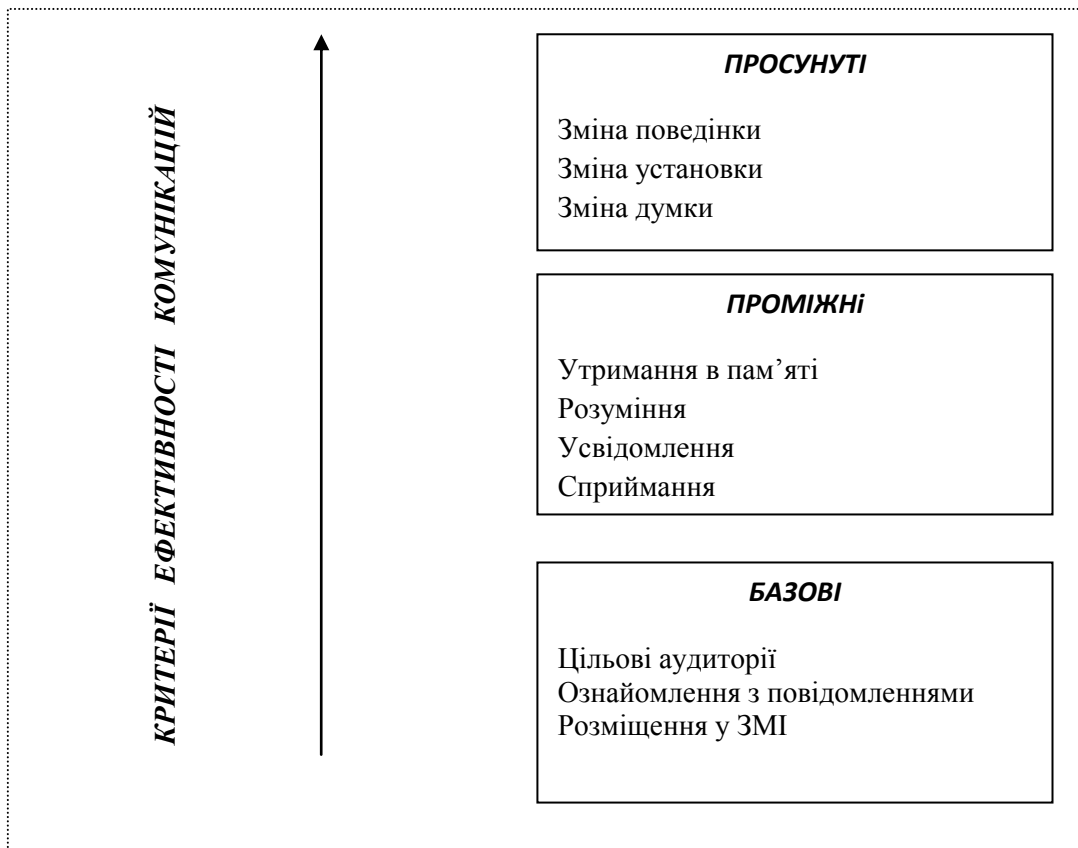 КРИТЕРІЇ ЕФЕКТИВНОСТІ КОМУНІКАЦІЙ
ПРОСУНУТІ
Зміна поведінки
Зміна установки
Зміна думки
ПРОМІЖНі
Утримання в пам’яті
Розуміння
Усвідомлення
Сприймання
БАЗОВІ
Цільові аудиторії
Ознайомлення з повідомленнями
Розміщення у ЗМІ